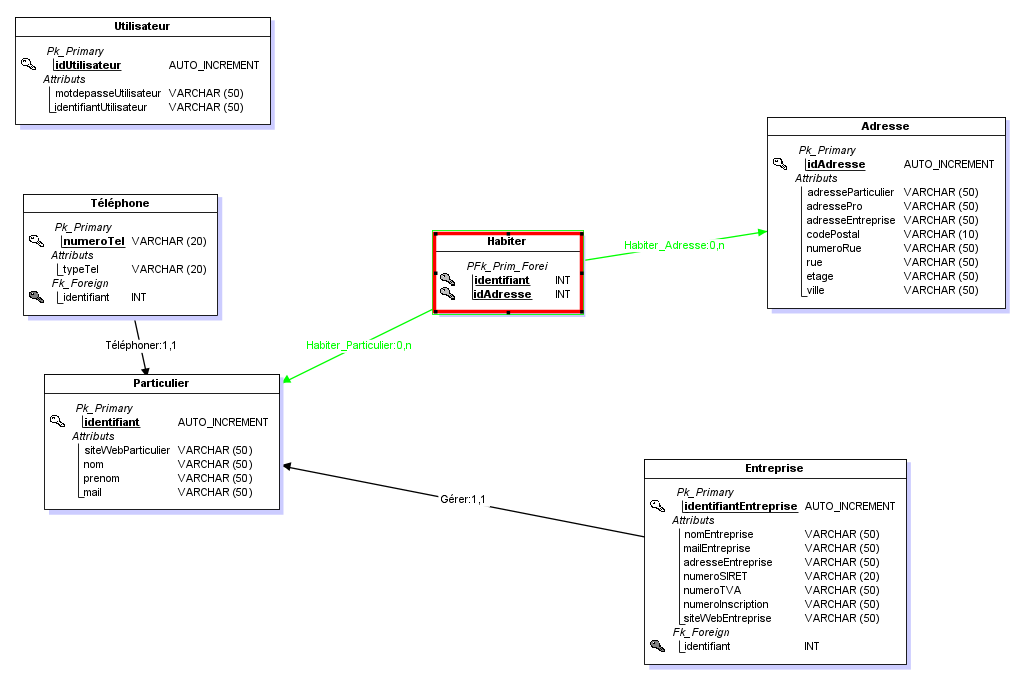 Utilisateur
Pk_Primary
idUtilisateur AUTO_INCREMENT
Attributs
motdepasseUtilisateur VARCHAR (50)
identifiantUtilisateur VARCHAR (50)
Téléphone
Pk_Primary
numeroTel VARCHAR (20)
Attributs
typeTel VARCHAR (20)
Fk_Foreign
identifiant INT
Habiter
PFk_Prim_Forei
identifiant INT
idAdresse INT
Adresse
Pk_Primary
idAdresse AUTO_INCREMENT
Attributs
adresseParticulier VARCHAR (50)
adressePro VARCHAR (50)
adresseEntreprise VARCHAR (50)
codePostal VARCHAR (10)
numeroRue VARCHAR (50)
rue VARCHAR (50)
etage VARCHAR (50)
ville VARCHAR (50)
Habiter_Adresse:0,n
Téléphoner:1,1
Habiter_Particulier:0,n
Particulier
Pk_Primary
identifiant AUTO_INCREMENT
Attributs
siteWebParticulier VARCHAR (50)
nom VARCHAR (50)
prenom VARCHAR (50)
mail VARCHAR (50)
Gérer:1,1
Entreprise
Pk_Primary
identifiantEntreprise AUTO_INCREMENT
Attributs
nomEntreprise VARCHAR (50)
mailEntreprise VARCHAR (50)
adresseEntreprise VARCHAR (50)
numeroSIRET VARCHAR (20)
numeroTVA VARCHAR (50)
numeroInscription VARCHAR (50)
siteWebEntreprise VARCHAR (50)
Fk_Foreign
identifiant INT